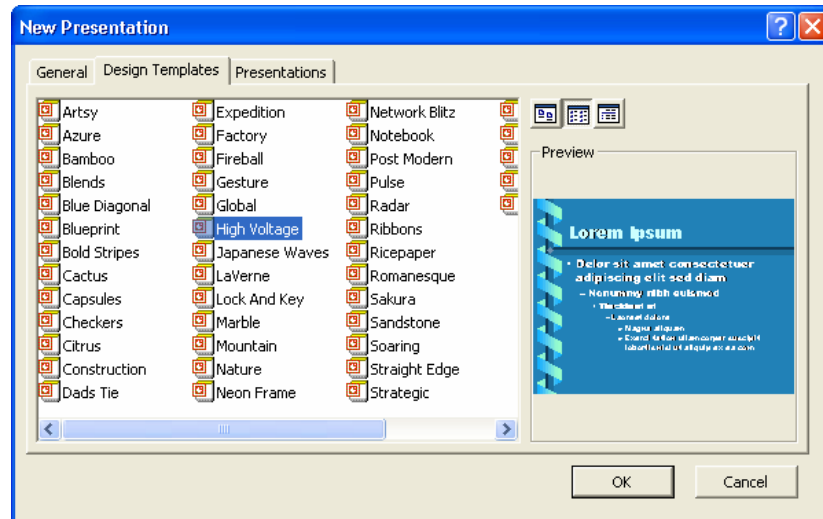 New Presentation
General
Design Templates
Presentations
Artsy
Azure
Bamboo
Blends
Blue Diagonal
Blueprint
Bold Stripes
Cactus
Capsules
Checkers
Citrus
Construction
Dads Tie
Expedition
Factory
Fireball
Gesture
Global
High Voltage
Japanese Waves
LaVerne
Lock And Key
Marble
Mountain
Nature
Neon Frame
Network Blitz
Notebook
Post Modern
Pulse
Radar
Ribbons
Ricepaper
Romanesque
Sakura
Sandstone
Soaring
Straight Edge
Strategic
Preview
Lorem Ipsum
Dolor sit amet consectetuer
adipiscing elit sed diam
– Nonummy nibh euismod
OK
Cancel